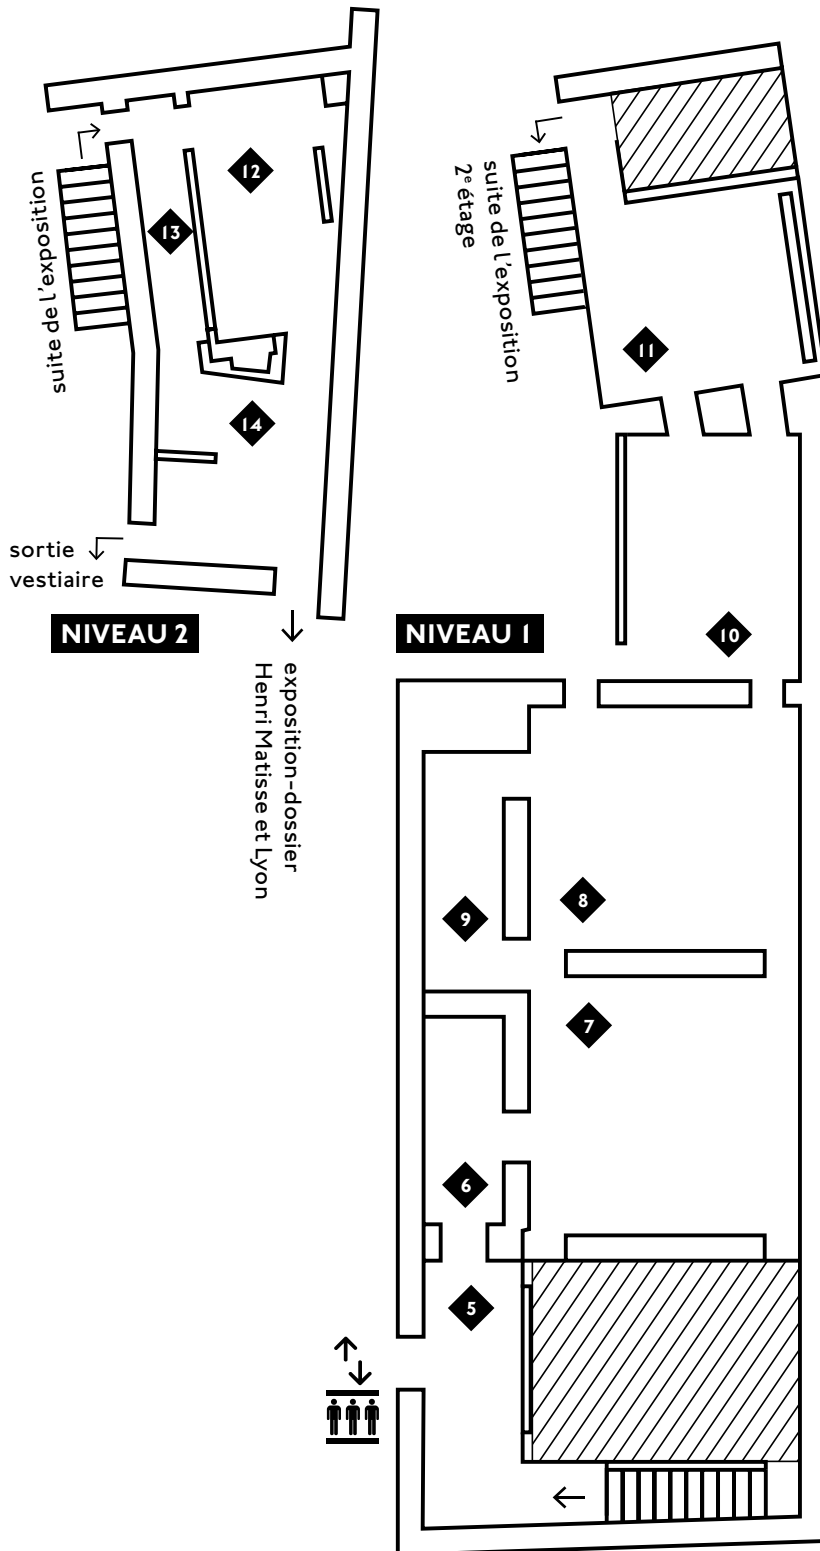 12
13
suite de l’exposition
14
sortie
vestiaire
NIVEAU 2
exposition-dossier
Henri Matisse et Lyon
suite de l’exposition
2e étage
11
NIVEAU 1
10
9
8
7
6
5